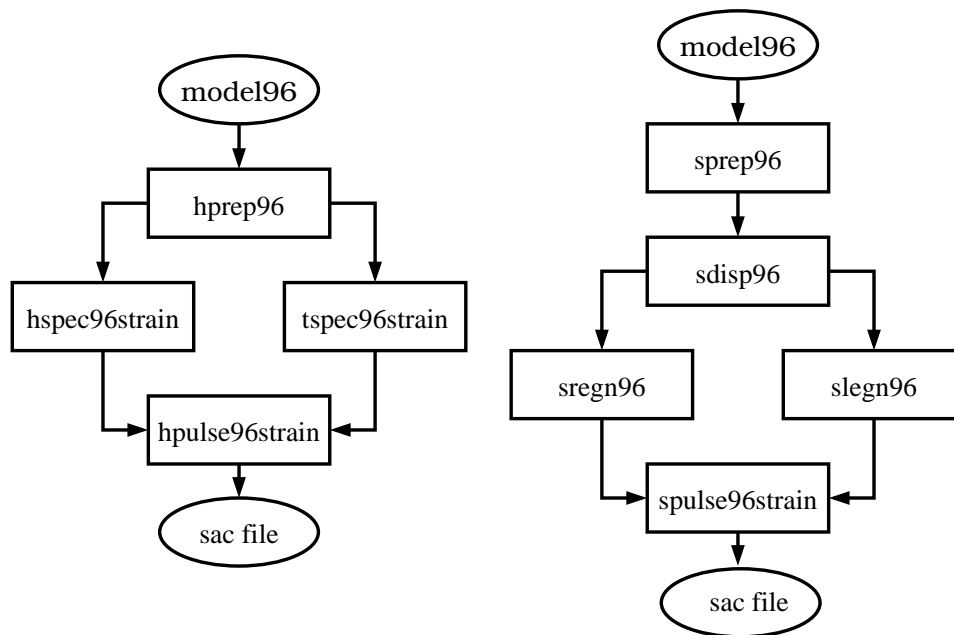 model96
hprep96
hspec96strain
tspec96strain
hpulse96strain
sac file
model96
sprep96
sdisp96
sregn96
slegn96
spulse96strain
sac file